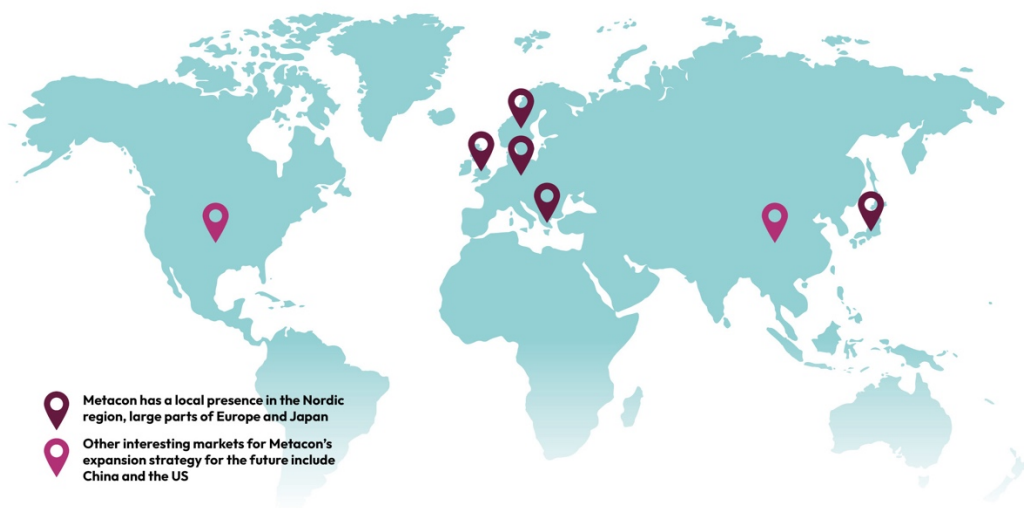 Metacon has a local presence in the Nordic
region, large parts of Europe and Japan
Other interesting markets for Metacon's
expansion strategy for the future include
China and the US